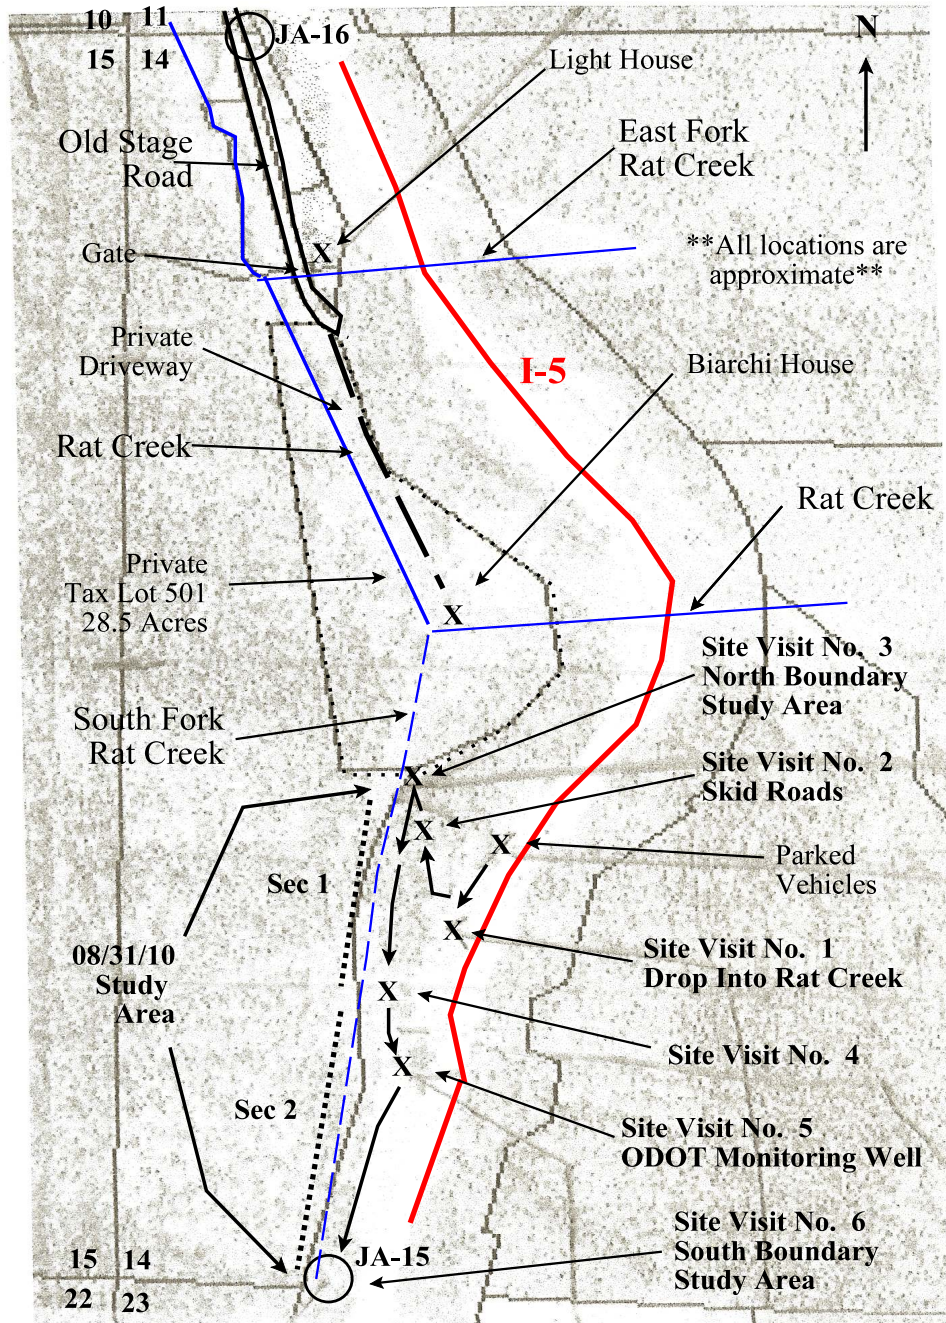 10 11
15 14
JA-16
N
Light House
East Fork
Rat Creek
Old Stage
Road
X
Gate
**All locations are
approximate**
Private
Driveway
I-5
Biarchi House
Rat Creek
Rat Creek
Private
Tax Lot 501
28.5 Acres
X
Site Visit No. 3
North Boundary
Study Area
South Fork
Rat Creek
X
Site Visit No. 2
Skid Roads
X
X
Parked
Vehicles
Sec 1
X
Site Visit No. 1
Drop Into Rat Creek
08/31/10
Study
Area
X
Site Visit No. 4
X
Sec 2
Site Visit No. 5
ODOT Monitoring Well
Site Visit No. 6
South Boundary
Study Area
JA-15
15 14
22 23